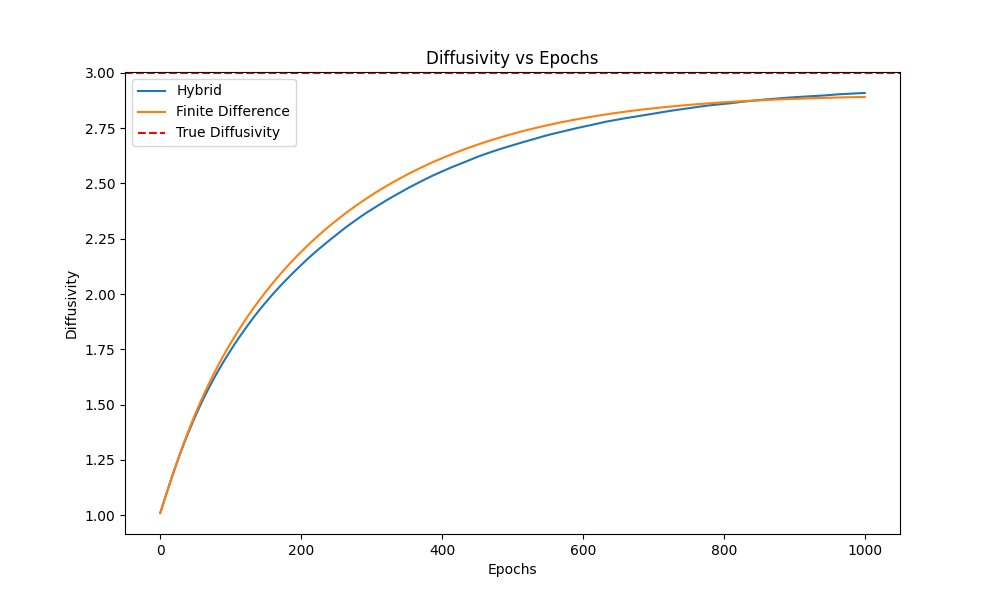 Diffusivity vs Epochs
3.00
2.75
2.50
2.25
2.00
1.75
1.50
1.25
1.00
Diffusivity
Hybrid
Finite Difference
True Diffusivity
0 200 400 600 800 1000
Epochs